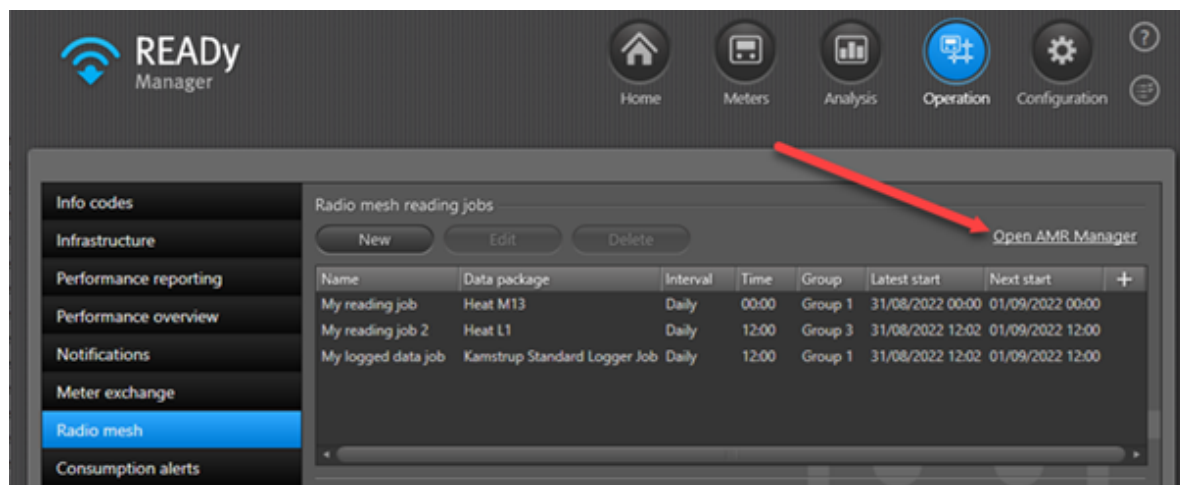 READy
Manager
Home Meters Analysis Operation Configuration
?
Info codes
Infrastructure
Performance reporting
Performance overview
Notifications
Meter exchange
Radio mesh
Consumption alerts
Radio mesh reading jobs
New Edit Delete Open AMR Manager
Name Data package Interval Time Group Latest start Next start +
My reading job Heat M13 Daily 00:00 Group 1 31/08/2022 00:00 01/09/2022 00:00
My reading job 2 Heat L1 Daily 12:00 Group 3 31/08/2022 12:02 01/09/2022 12:00
My logged data job Kamstrup Standard Logger Job Daily 12:00 Group 1 31/08/2022 12:02 01/09/2022 12:00